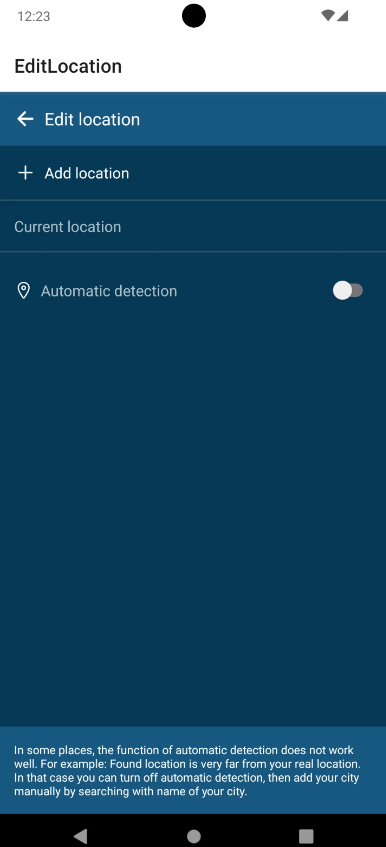 12:23
EditLocation
Edit location
Add location
Current location
Automatic detection
In some places, the function of automatic detection does not work
well. For example: Found location is very far from your real location.
In that case you can turn off automatic detection, then add your city
manually by searching with name of your city.